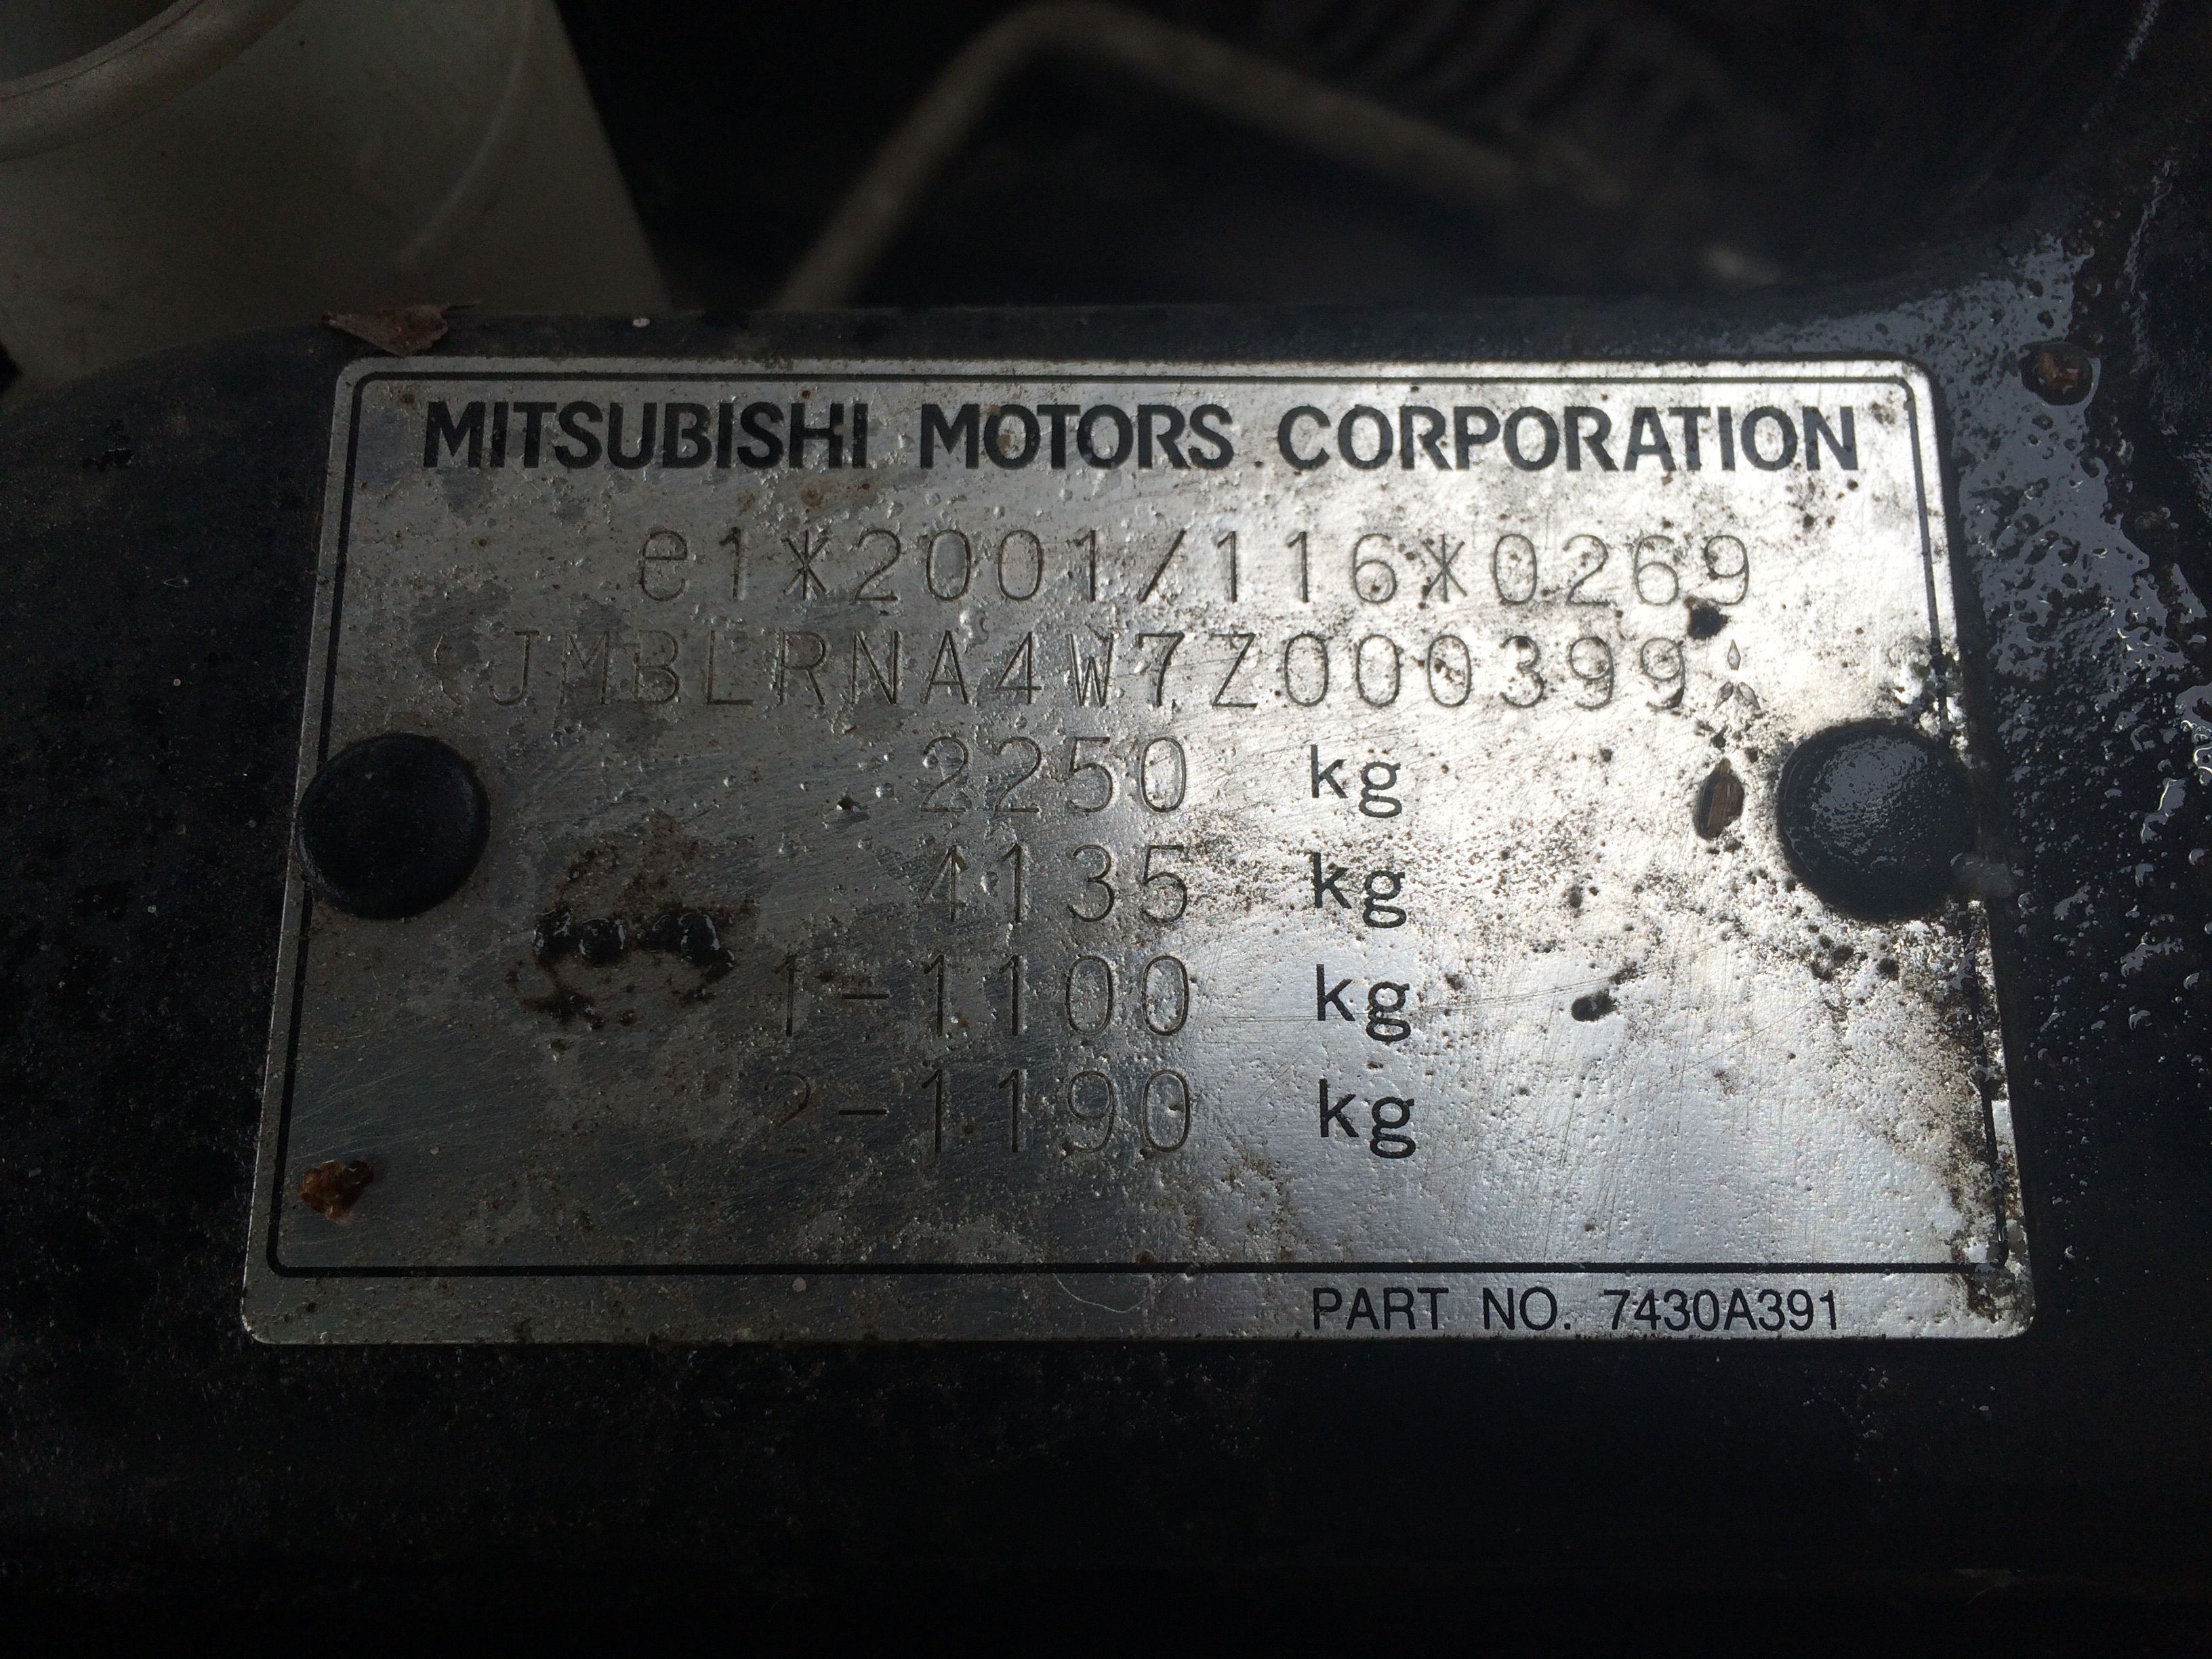 MITSUBISHI MOTORS CORPORATION
e1*2001/116*0269
JMBLRNA4W7Z000399
2250 kg
4135 kg
1-1100 kg
2-1190 kg
PART NO. 7430A391